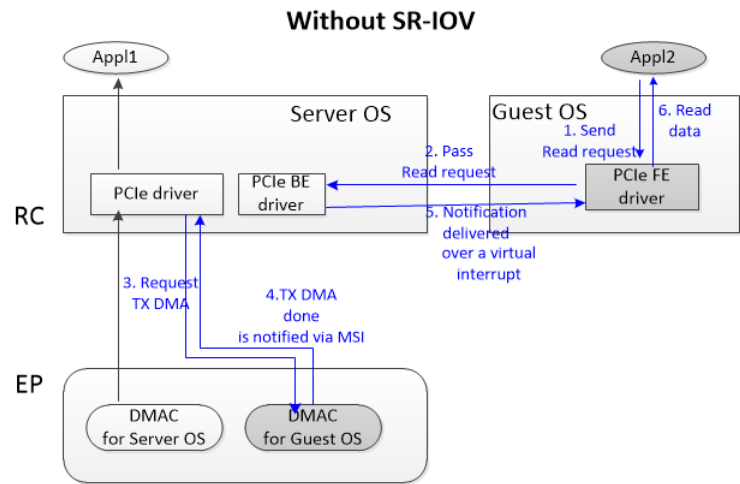 Without SR-IOV
Appl1
Appl2
Server OS
Guest OS
6. Read
data
1. Send
Read request
2. Pass
Read request
PCIe driver
PCIe BE
driver
PCIe FE
driver
RC
5. Notification
delivered
over a virtual
interrupt
3. Request
TX DMA
4.TX DMA
done
is notified via MSI
EP
DMAC
for Server OS
DMAC
for Guest OS